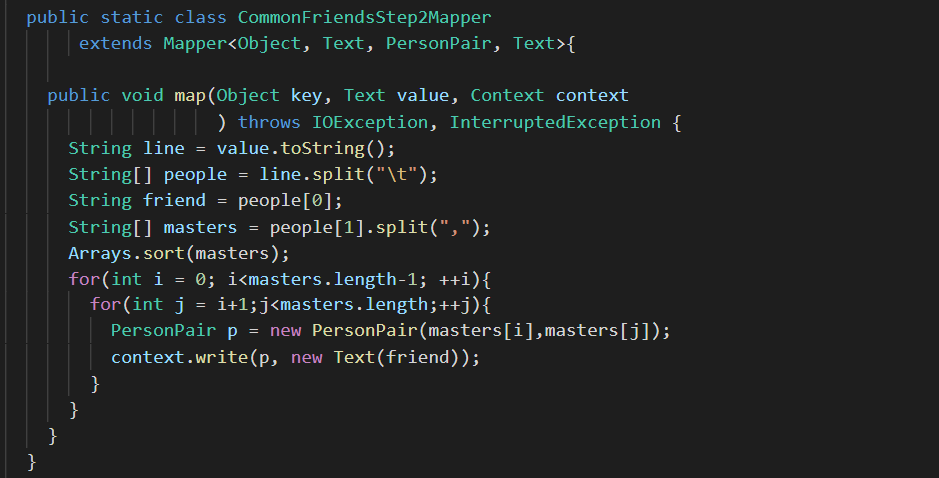 public static class CommonFriendsStep2Mapper
extends Mapper<Object, Text, PersonPair, Text>{
public void map(Object key, Text value, Context context
) throws IOException, InterruptedException {
String line = value.toString();
String[] people = line.split("\t");
String friend = people[0];
String[] masters = people[1].split(",");
Arrays.sort(masters);
for(int i = 0; i<masters.length-1; ++i){
for(int j = i+1;j<masters.length;++j){
PersonPair p = new PersonPair(masters[i],masters[j]);
context.write(p, new Text(friend));
}
}
}
}